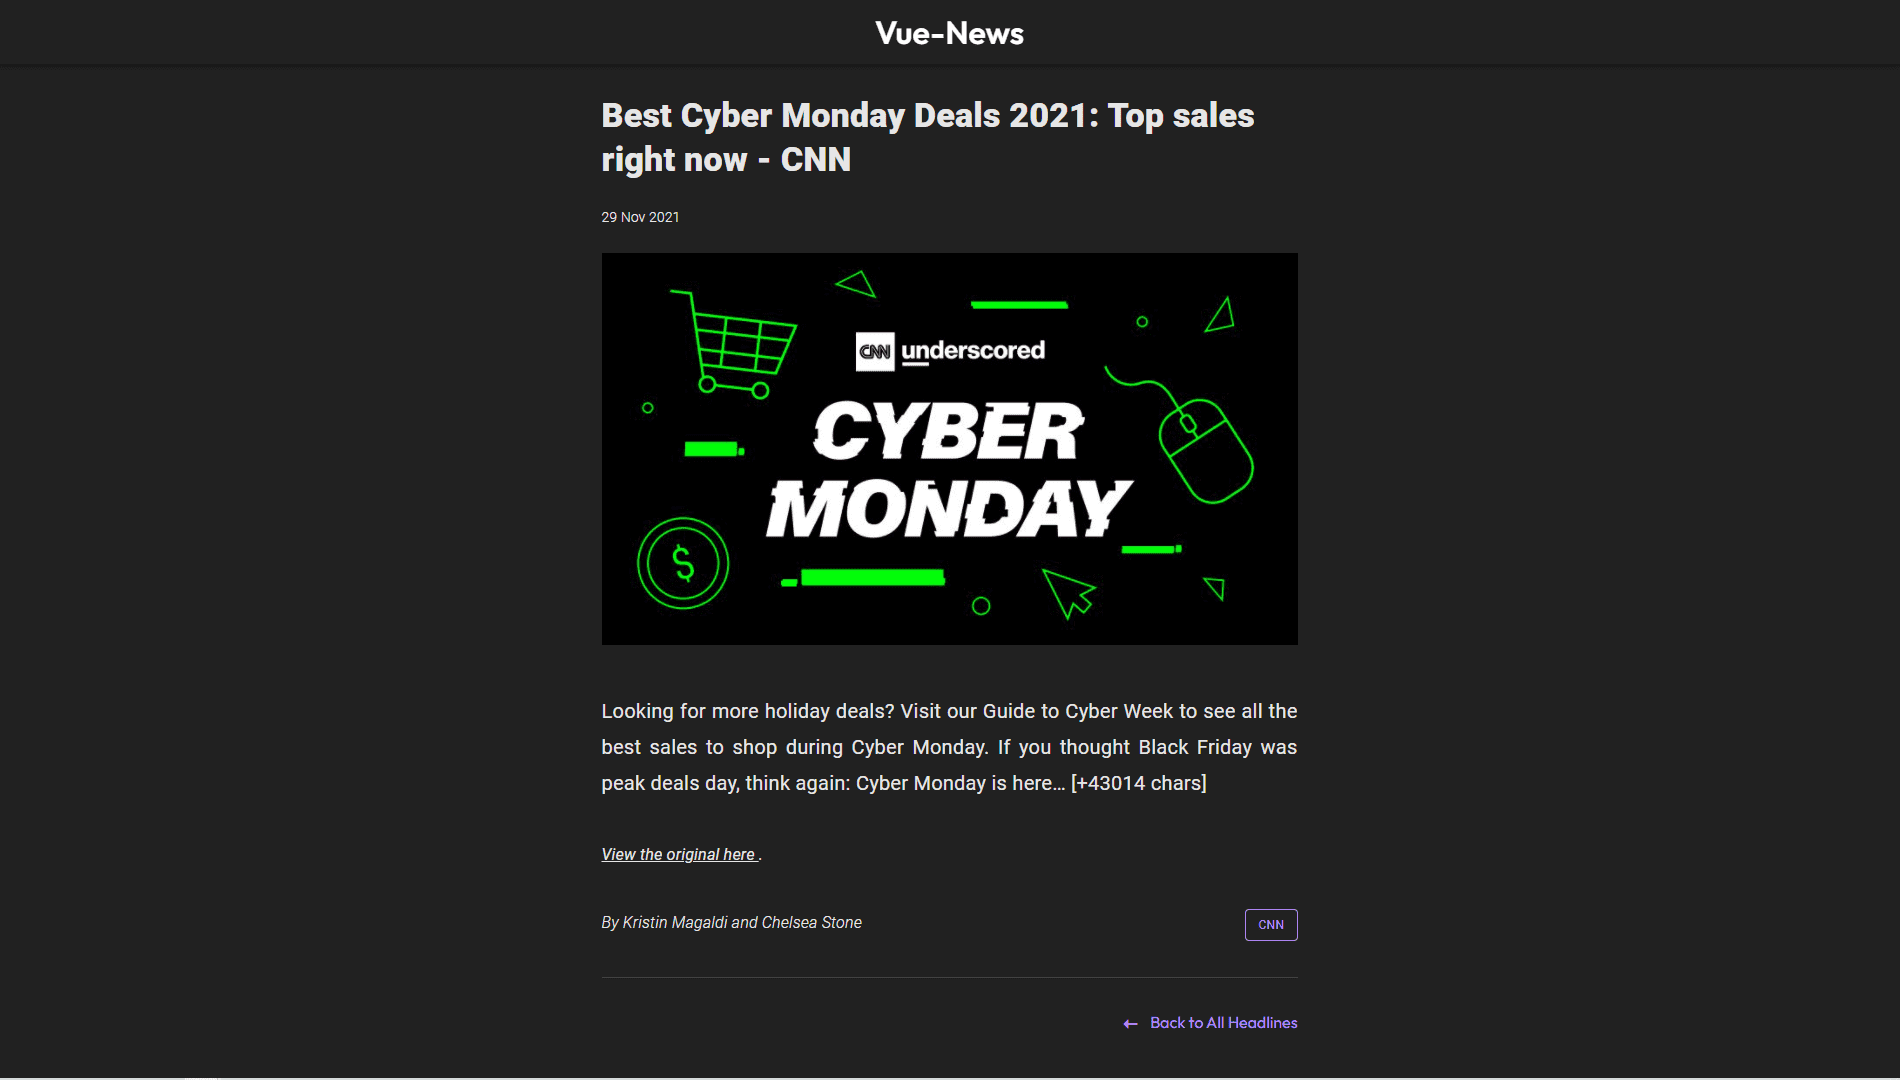 Vue-News
Best Cyber Monday Deals 2021: Top sales
right now - CNN
29 Nov 2021
CNN underscored
CYBER
MONDAY
$
Looking for more holiday deals? Visit our Guide to Cyber Week to see all the
best sales to shop during Cyber Monday. If you thought Black Friday was
peak deals day, think again: Cyber Monday is here… [+43014 chars]
View the original here .
By Kristin Magaldi and Chelsea Stone
CNN
← Back to All Headlines